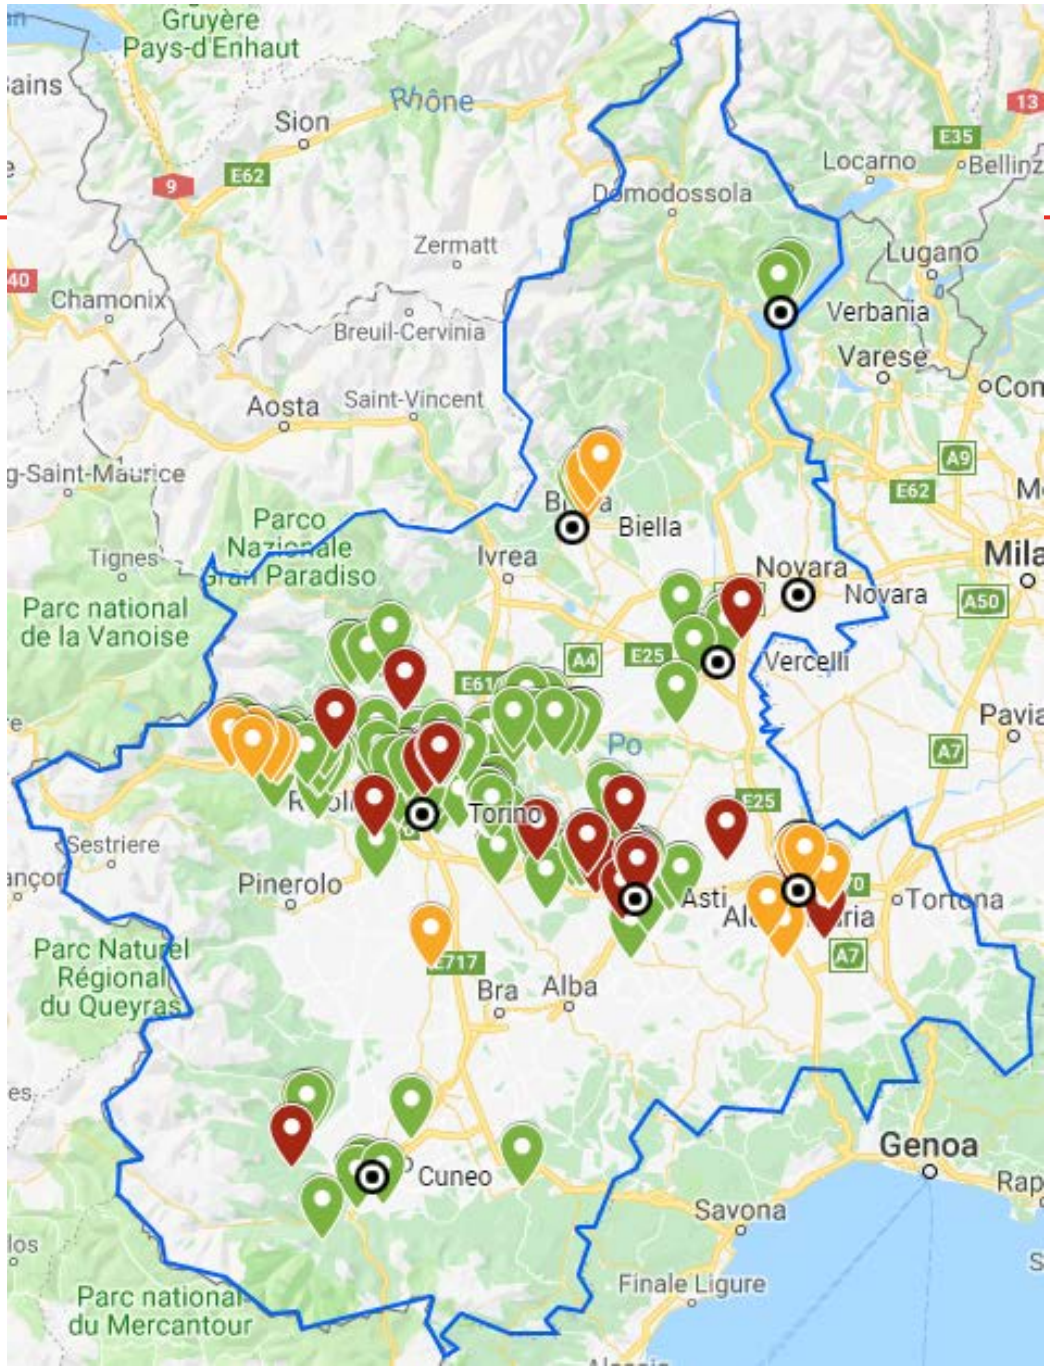 Gruyère
Pays-d'Enhaut
Rhône
Sion
13
E35
E62
9
Locarno
Bellinz
Domodossola
Zermatt
Lugano
40
Chamonix
Breuil-Cervinia
Verbania
Varese
Com
Aosta
Saint-Vincent
g-Saint-Maurice
A9
E62
Biella
Parco
Nazionale
Gran Paradiso
Tignes
Ivrea
Novara
Novara
Mila
Parc national
de la Vanoise
A50
A4
E25
Vercelli
Pavia
Po
A7
E25
Torino
Sestriere
Pinerolo
Asti
Tortona
A7
Parc Naturel
Régional
du Queyras
E717
Bra
Alba
Cuneo
Genoa
Rap
Savona
Finale Ligure
Parc national
du Mercantour